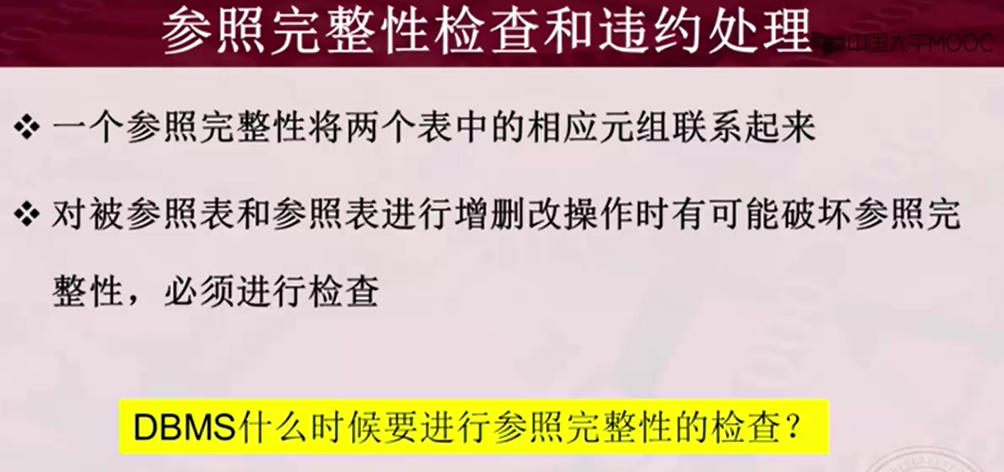 参照完整性检查和违约处理
中国大学MOOC
❖ 一个参照完整性将两个表中的相应元组联系起来
❖ 对被参照表和参照表进行增删改操作时有可能破坏参照完
整性，必须进行检查
DBMS什么时候要进行参照完整性的检查？